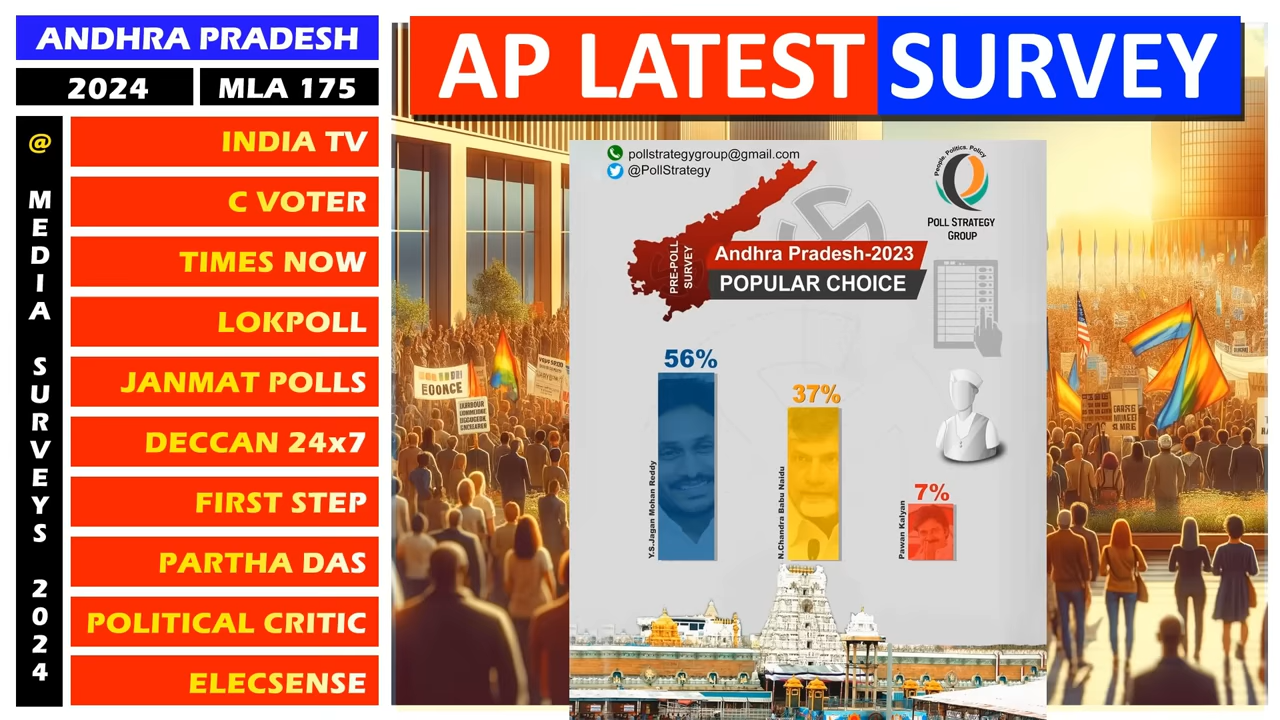 ANDHRA PRADESH
2024
MLA 175
@ MEDIA SURVEYS 2024
INDIA TV
C VOTER
TIMES NOW
LOKPOLL
JANMAT POLLS
DECCAN 24x7
FIRST STEP
PARTHA DAS
POLITICAL CRITIC
ELECSENSE
AP LATEST SURVEY
pollstrategygroup@gmail.com
@PollStrategy
People. Politics. Policy
POLL STRATEGY
GROUP
PRE-POLL
SURVEY
Andhra Pradesh-2023
POPULAR CHOICE
56%
Y.S.Jagan Mohan Reddy
37%
N.Chandra Babu Naidu
7%
Pawan Kalyan
EOONCE